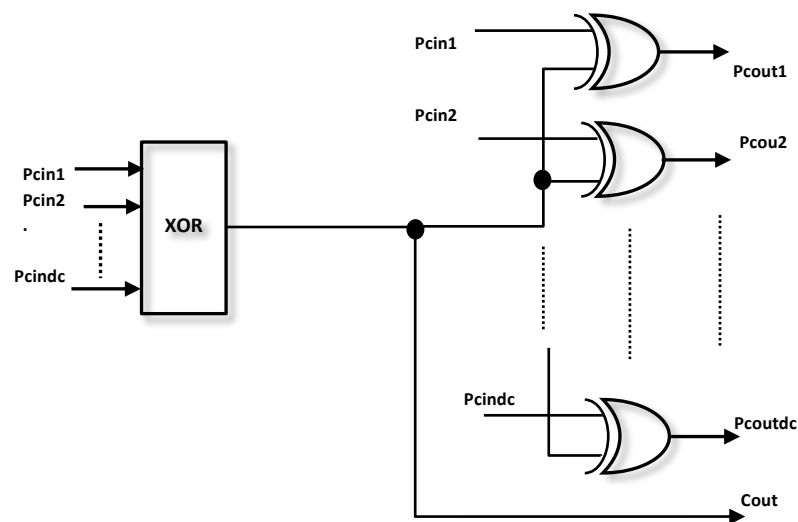 Pcin1
Pcout1
Pcin2
Pcou2
Pcin1
Pcin2
.
XOR
Pcindc
Pcindc
Pcoutdc
Cout